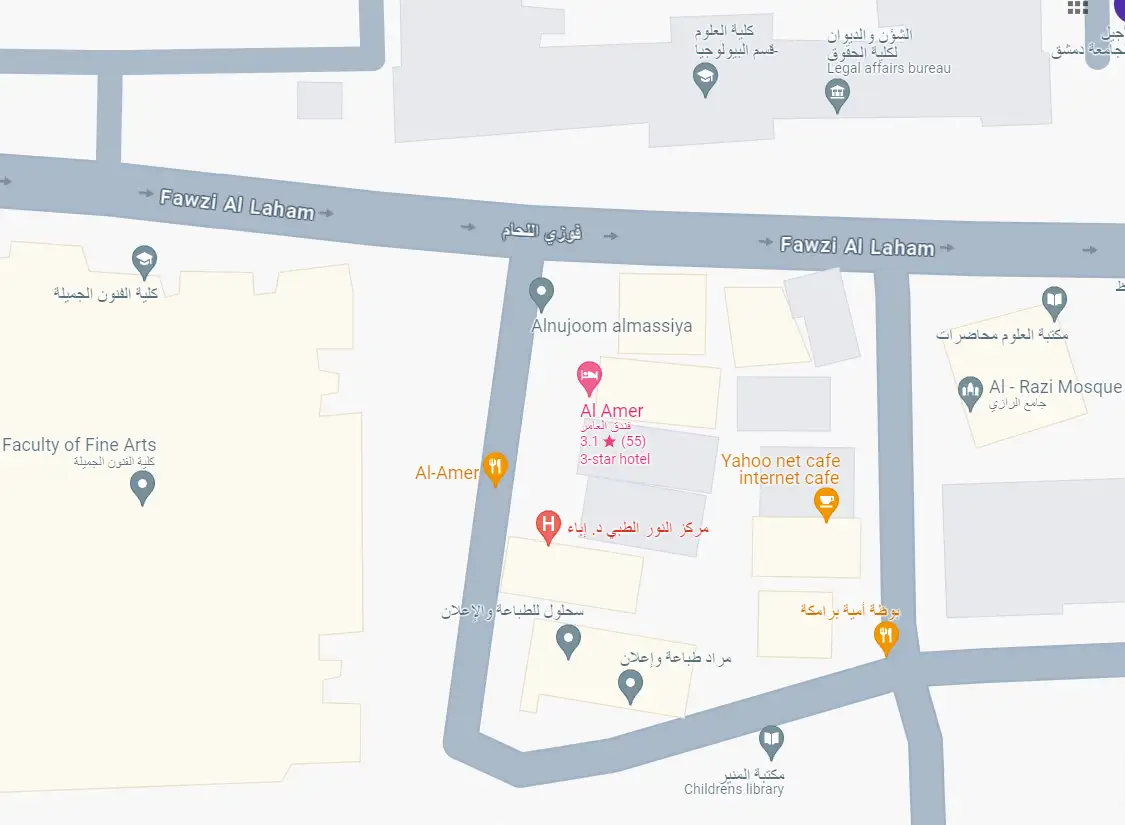 كلية العلوم
قسم البيولوجيا
الشؤن والديوان
لكلية الحقوق
Legal affairs bureau
جامعة دمشق
Fawzi Al Laham
فوزي اللحام
Fawzi Al Laham
كلية الفنون الجميلة
Alnujoom almassiya
مكتبة العلوم محاضرات
Al - Razi Mosque
جامع الرازي
Al Amer
فندق العامر
3.1 ★ (55)
3-star hotel
Faculty of Fine Arts
كلية الفنون الجميلة
Al-Amer
Yahoo net cafe
internet cafe
H
مركز النور الطبي د. إباء
سحلول للطباعة والإعلان
بوظة أمية برامكة
مراد طباعة وإعلان
مكتبة المنير
Childrens library